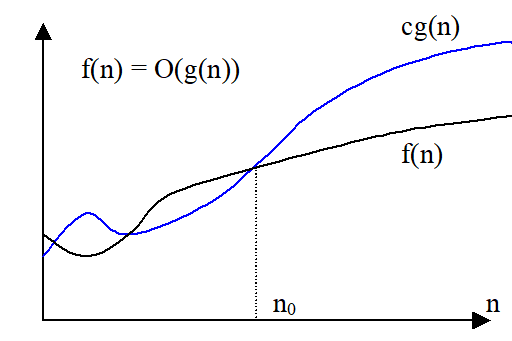 cg(n)
f(n) = O(g(n))
f(n)
n₀
n